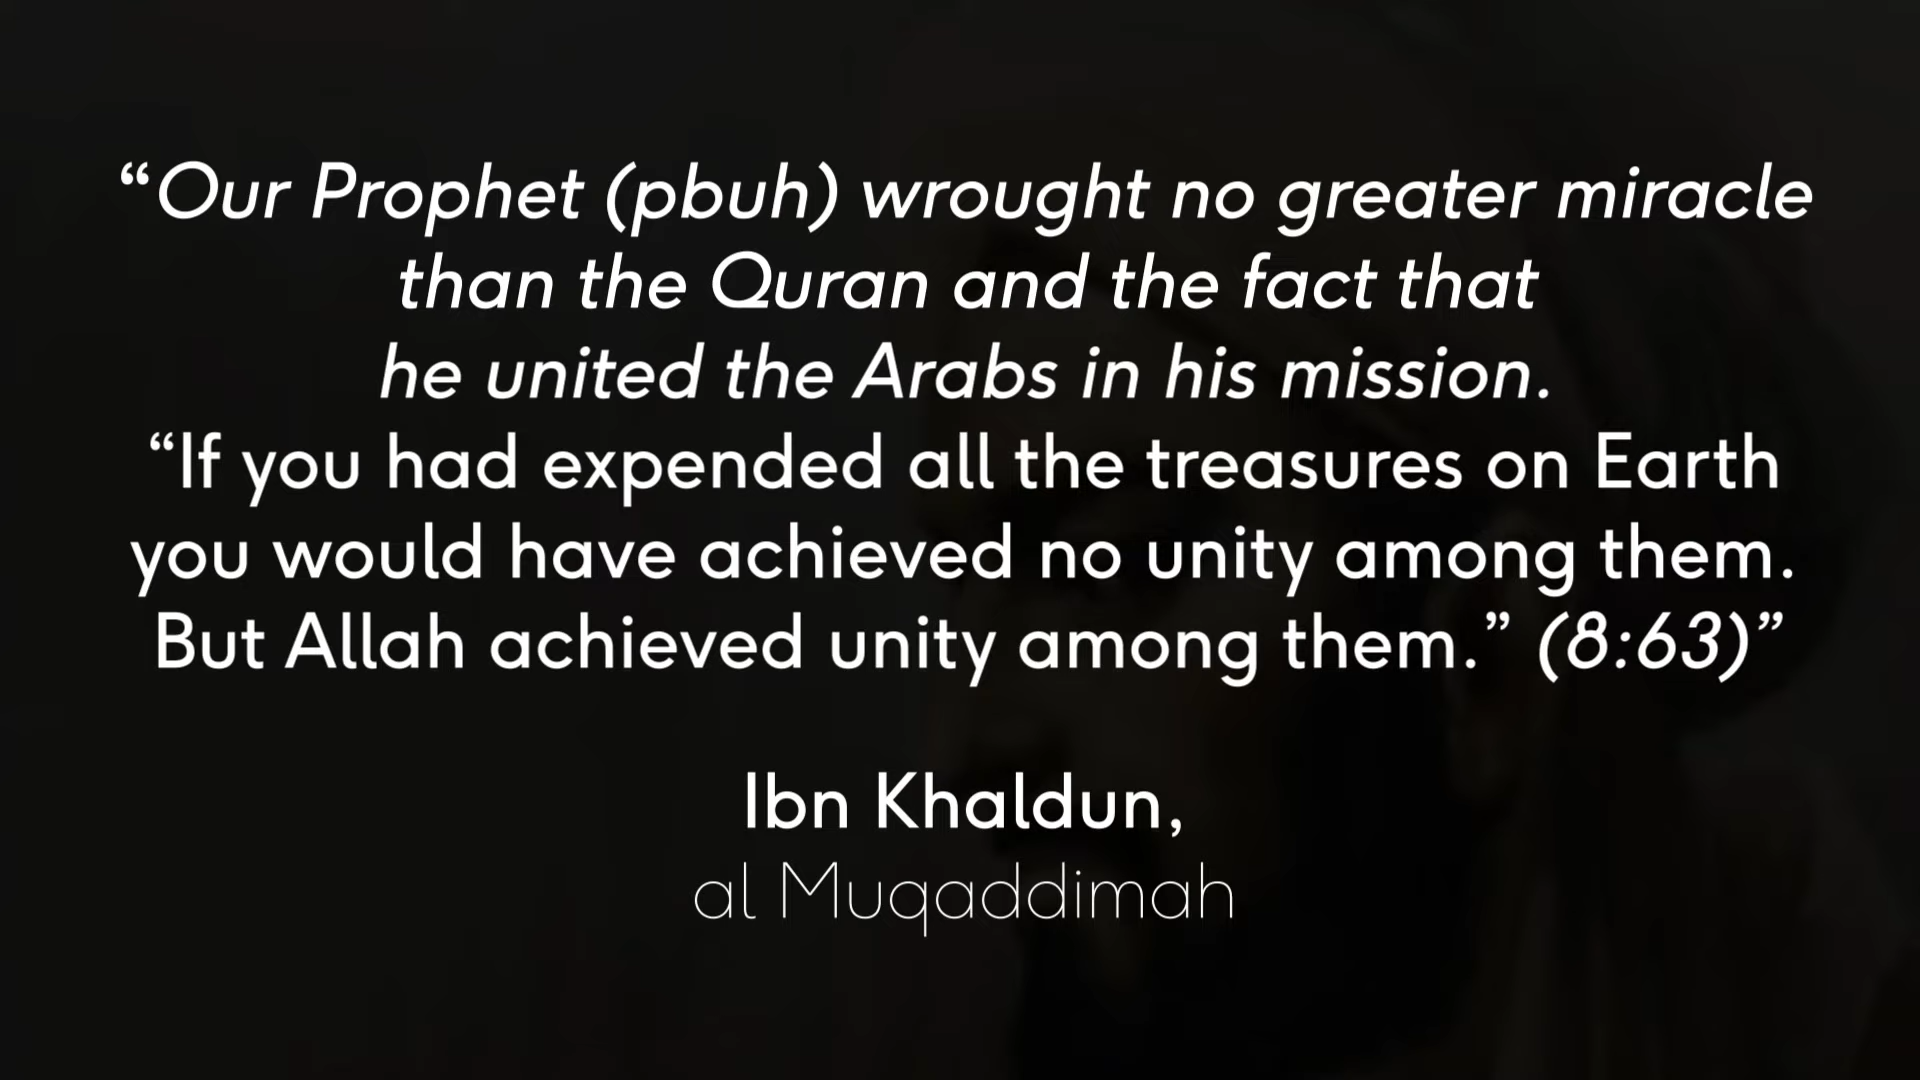 “Our Prophet (pbuh) wrought no greater miracle
than the Quran and the fact that
he united the Arabs in his mission.
“If you had expended all the treasures on Earth
you would have achieved no unity among them.
But Allah achieved unity among them.” (8:63)”
Ibn Khaldun,
al Muqaddimah